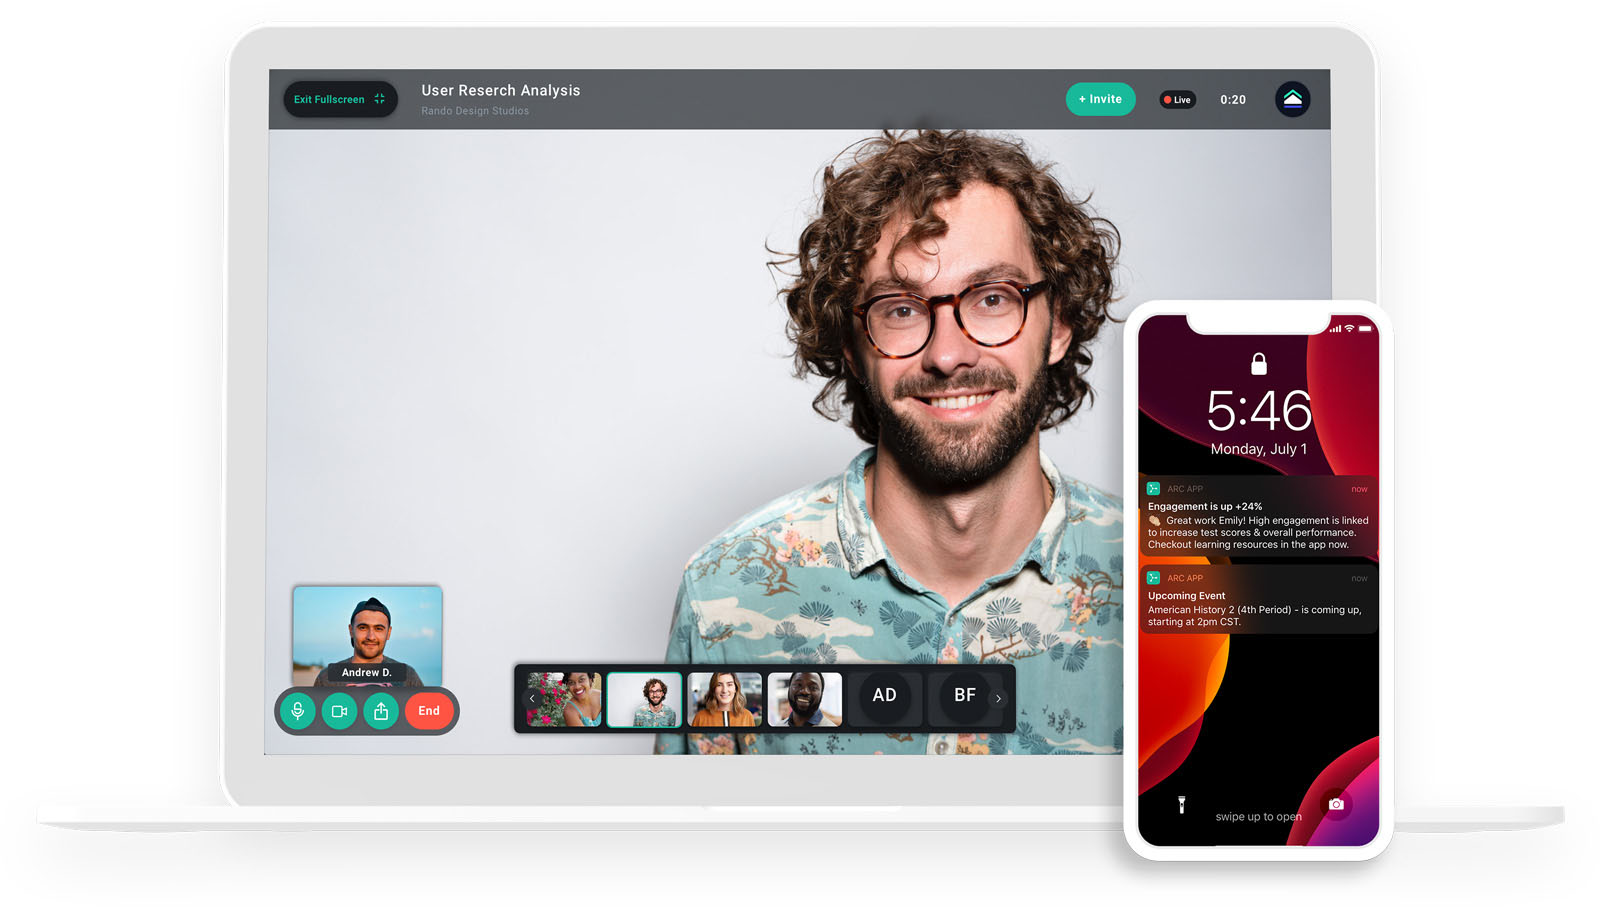 Exit Fullscreen
User Reserch Analysis
Rando Design Studios
+ Invite
Live
0:20
5:46
Monday, July 1
ARC APP
now
Engagement is up +24%
👏🏼 Great work Emily! High engagement is linked
to increase test scores & overall performance.
Checkout learning resources in the app now.
ARC APP
now
Upcoming Event
American History 2 (4th Period) - is coming up,
starting at 2pm CST.
swipe up to open
Andrew D.
End
AD
BF